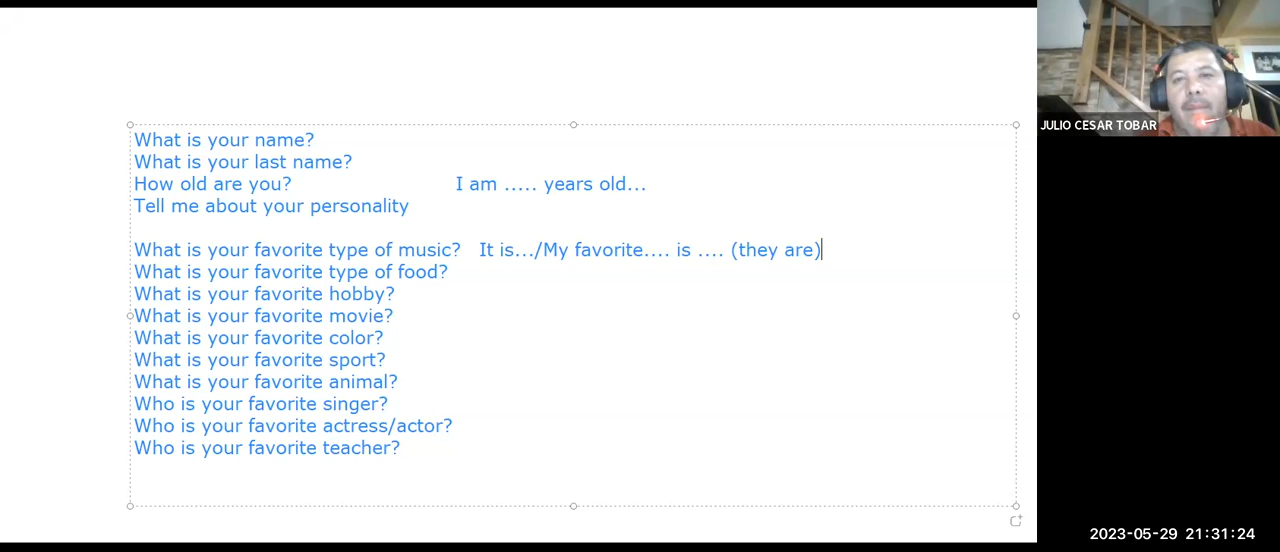 What is your name?
What is your last name?
How old are you? I am ..... years old...
Tell me about your personality
What is your favorite type of music? It is.../My favorite.... is .... (they are)
What is your favorite type of food?
What is your favorite hobby?
What is your favorite movie?
What is your favorite color?
What is your favorite sport?
What is your favorite animal?
Who is your favorite singer?
Who is your favorite actress/actor?
Who is your favorite teacher?
JULIO CESAR TOBAR
2023-05-29 21:31:24